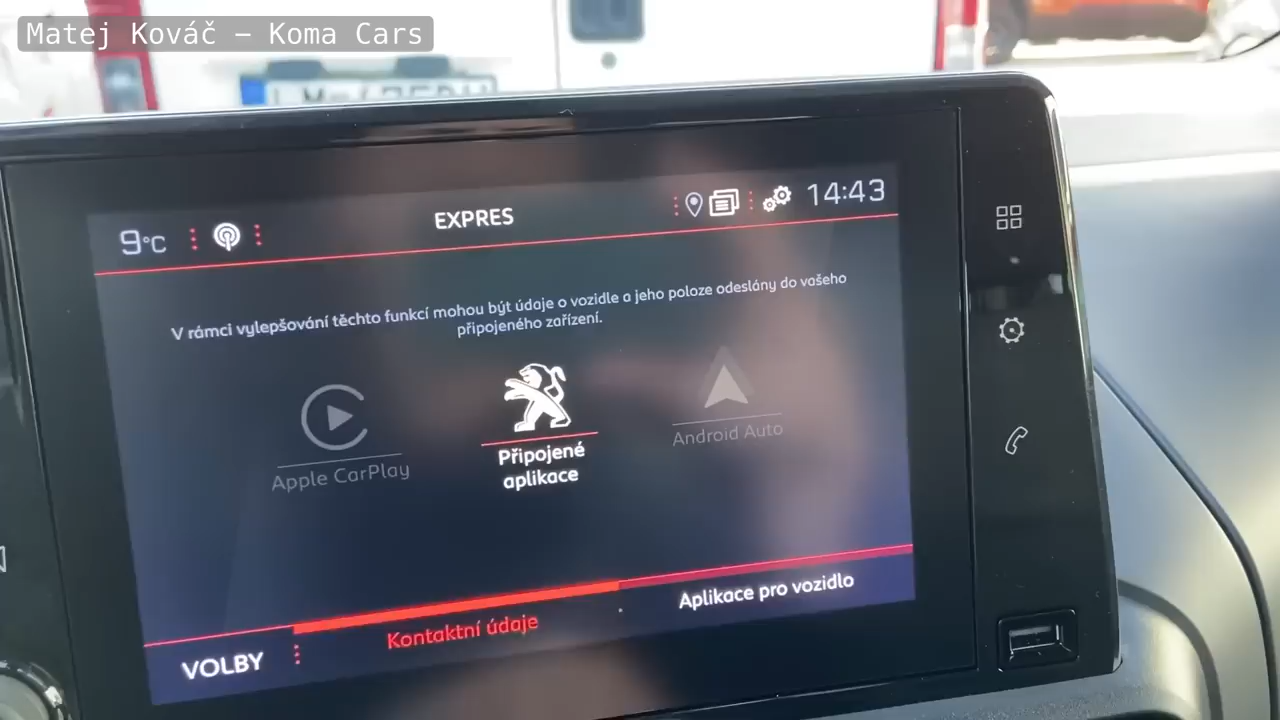 Matej Kováč – Koma Cars
9°C
EXPRES
14:43
V rámci vylepšování těchto funkcí mohou být údaje o vozidle a jeho poloze odeslány do vašeho
připojeného zařízení.
Apple CarPlay
Připojené
aplikace
Android Auto
VOLBY
Kontaktní údaje
Aplikace pro vozidlo